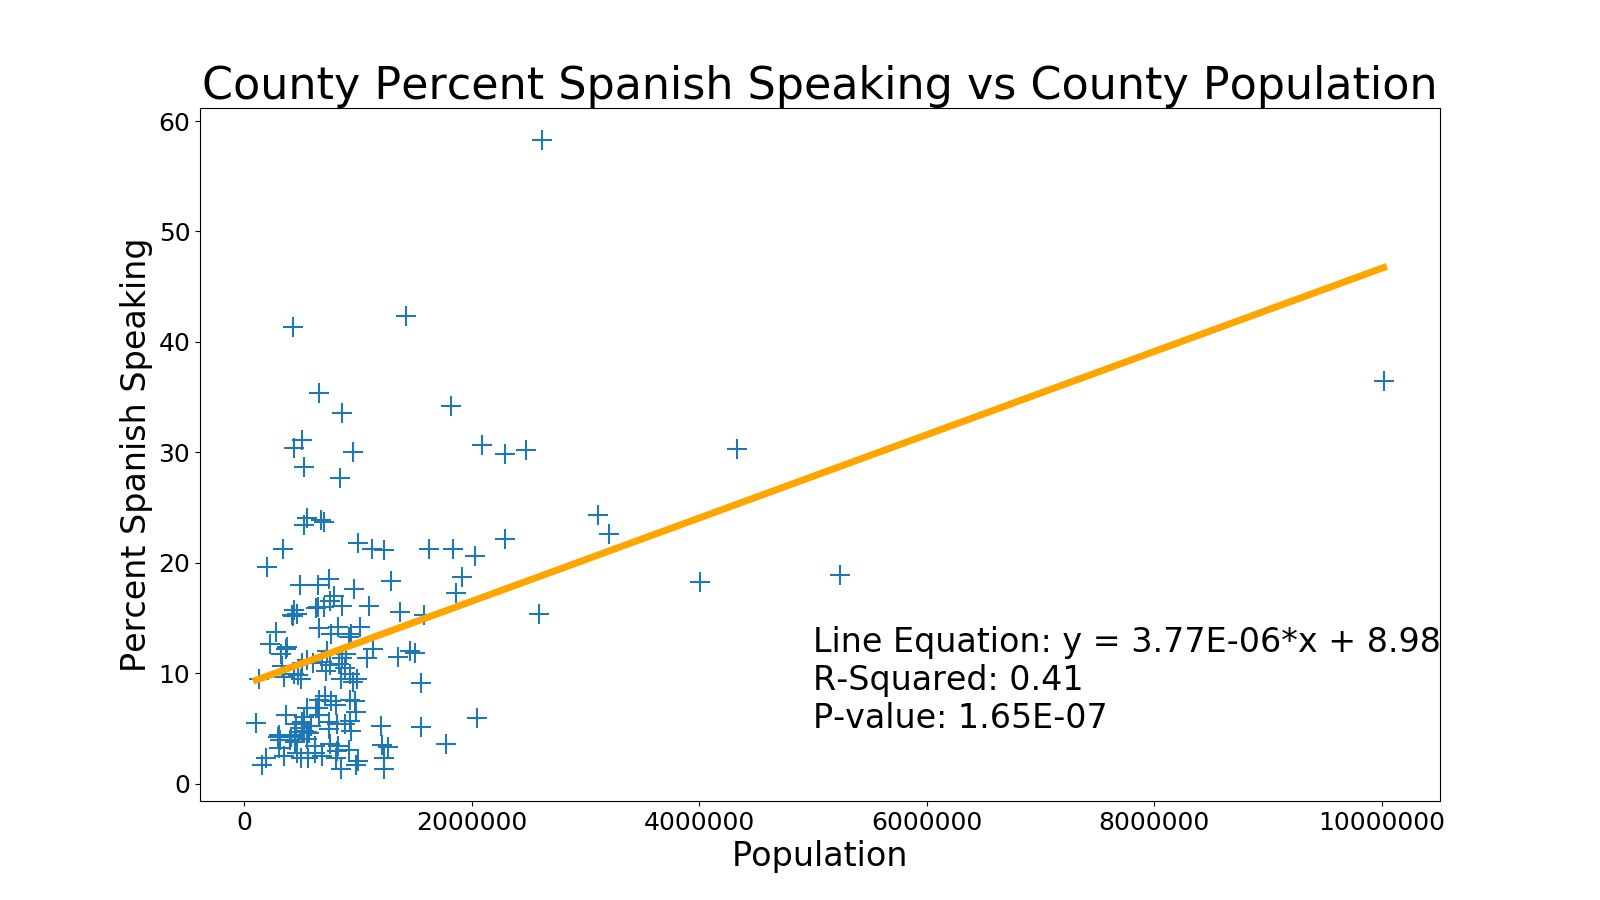 County Percent Spanish Speaking vs County Population
Percent Spanish Speaking
60
50
40
30
20
10
0
Line Equation: y = 3.77E-06*x + 8.98
R-Squared: 0.41
P-value: 1.65E-07
0 2000000 4000000 6000000 8000000 10000000
Population